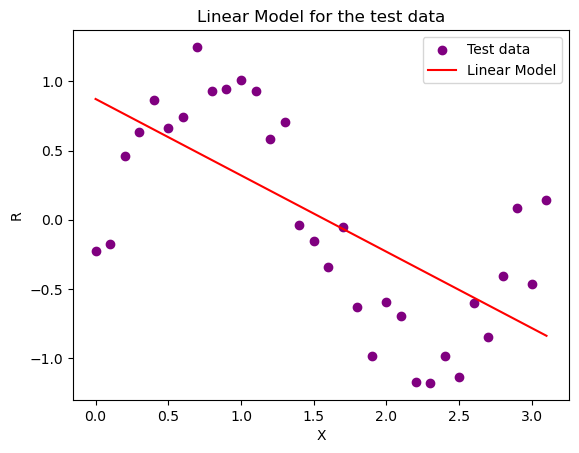 Linear Model for the test data
Test data
Linear Model
1.0
0.5
0.0
−0.5
−1.0
R
0.0 0.5 1.0 1.5 2.0 2.5 3.0
X